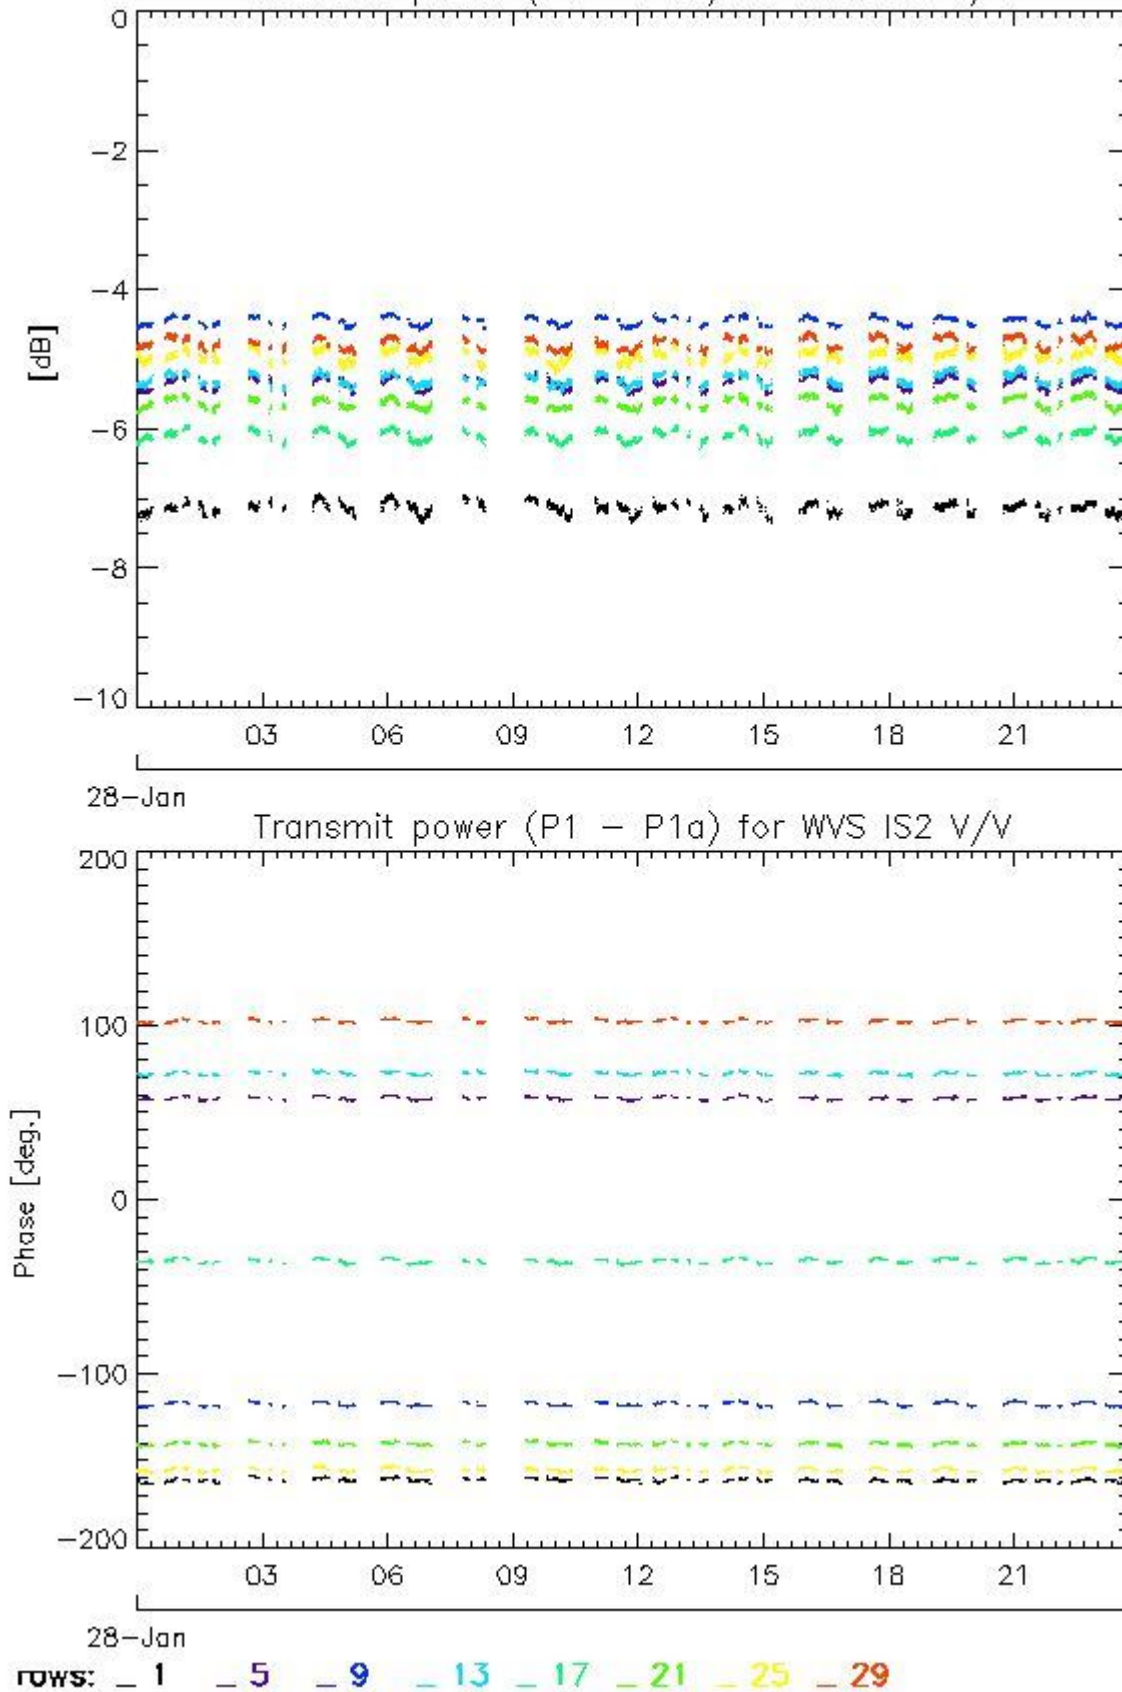 0
-2
-4
[dB]
-6
-8
-10
03 06 09 12 15 18 21
28-Jan
Transmit power (P1 - P1a) for WVS IS2 V/V
200
100
0
Phase [deg.]
-100
-200
03 06 09 12 15 18 21
28-Jan
rows: _ 1 _ 5 _ 9 _ 13 _ 17 _ 21 _ 25 _ 29